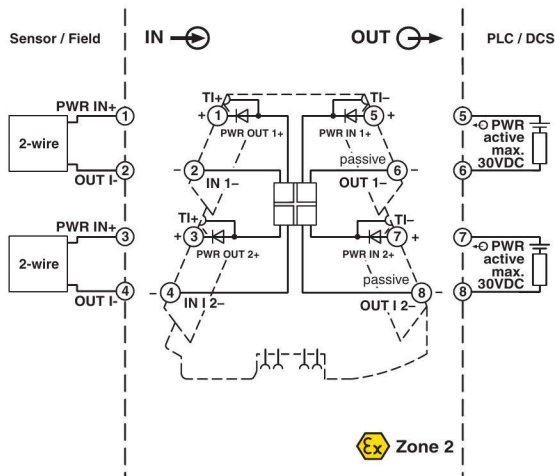 Sensor / Field
IN
OUT
PLC / DCS
PWR IN+
1
2-wire
OUT I-
2
PWR IN+
3
2-wire
OUT I-
4
TI+
+
1
PWR OUT 1+
-
2
IN 1–
TI+
+
3
PWR OUT 2+
–
4
IN I 2–
TI–
5
+
PWR IN 1+
passive
6
-
OUT 1–
TI–
7
+
PWR IN 2+
passive
8
-
OUT I 2–
5
PWR
active
max.
30VDC
6
7
PWR
active
max.
30VDC
8
Ex
Zone 2